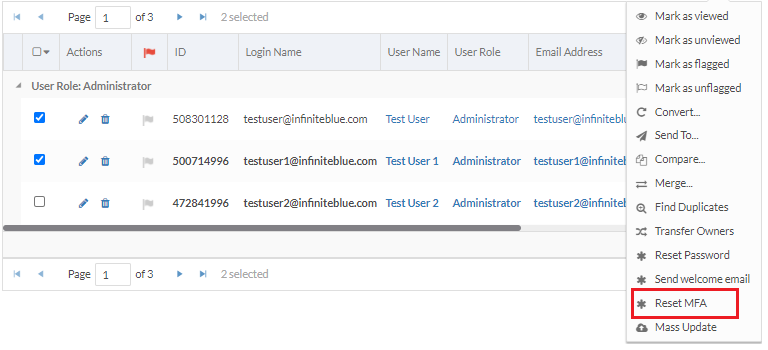 Page 1 of 3 2 selected
Actions ID Login Name User Name User Role Email Address
User Role: Administrator
508301128 testuser@infiniteblue.com Test User Administrator testuser@infiniteblue
500714996 testuser1@infiniteblue.com Test User 1 Administrator testuser1@infiniteb
472841996 testuser2@infiniteblue.com Test User 2 Administrator testuser2@infiniteb
Page 1 of 3 2 selected
Mark as viewed
Mark as unviewed
Mark as flagged
Mark as unflagged
Convert...
Send To...
Compare...
Merge...
Find Duplicates
Transfer Owners
Reset Password
Send welcome email
Reset MFA
Mass Update